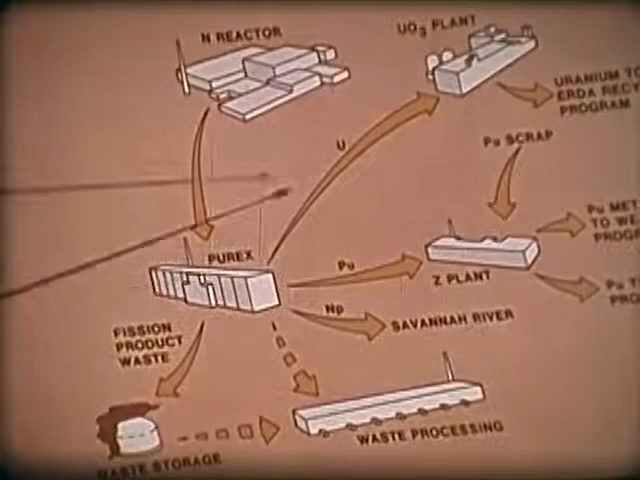 N REACTOR
UO3 PLANT
URANIUM TO
ERDA RECY
PROGRAM
U
Pu SCRAP
Pu MET
TO WE
PROG
PUREX
Pu
Z PLANT
Pu T
PRO
Np
SAVANNAH RIVER
FISSION
PRODUCT
WASTE
WASTE PROCESSING
WASTE STORAGE